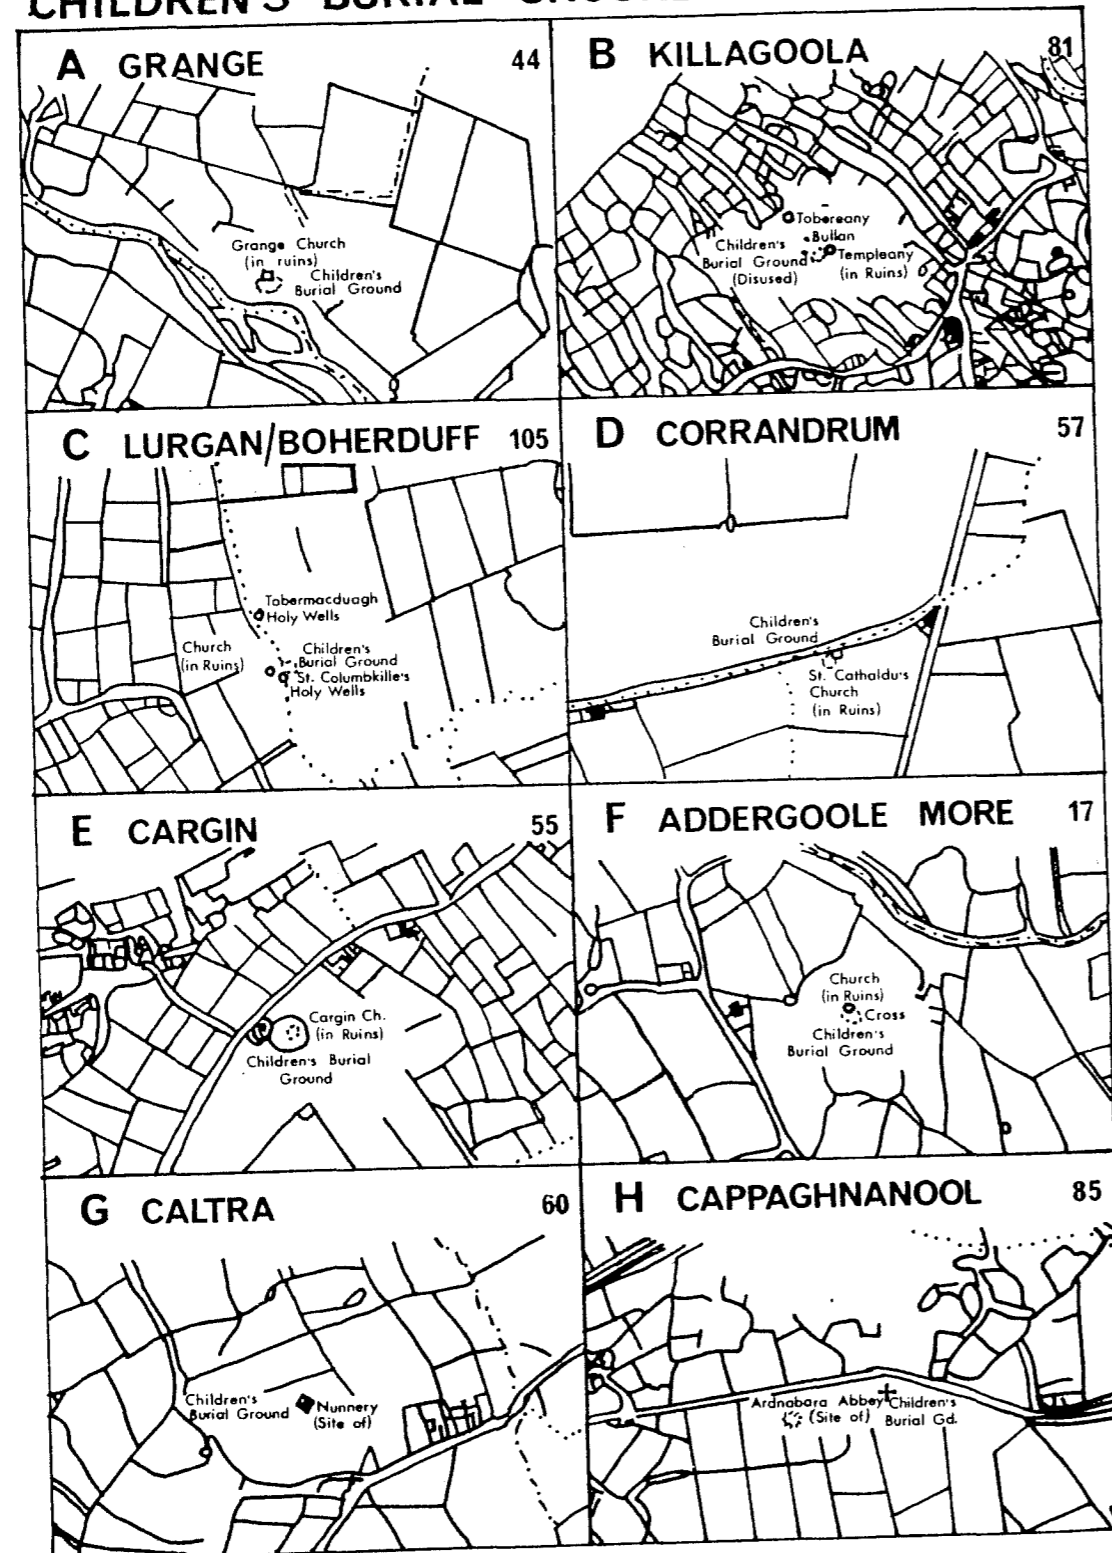 CHILDREN'S BURIAL
A GRANGE 44
Grange Church
(in ruins)
Children's
Burial Ground
B KILLAGOOLA 81
Tobereany
Bullan
Children's
Burial Ground
(Disused)
Templeany
(in Ruins)
C LURGAN/BOHERDUFF 105
Tobermacduagh
Holy Wells
Church
(in Ruins)
Children's
Burial Ground
St. Columbkille's
Holy Wells
D CORRANDRUM 57
Children's
Burial Ground
St. Cathaldu's
Church
(in Ruins)
E CARGIN 55
Cargin Ch.
(in Ruins)
Children's Burial
Ground
F ADDERGOOLE MORE 17
Church
(in Ruins)
Cross
Children's
Burial Ground
G CALTRA 60
Children's
Burial Ground
Nunnery
(Site of)
H CAPPAGHNANOOL 85
Ardnabara Abbey
(Site of)
Children's
Burial Gd.